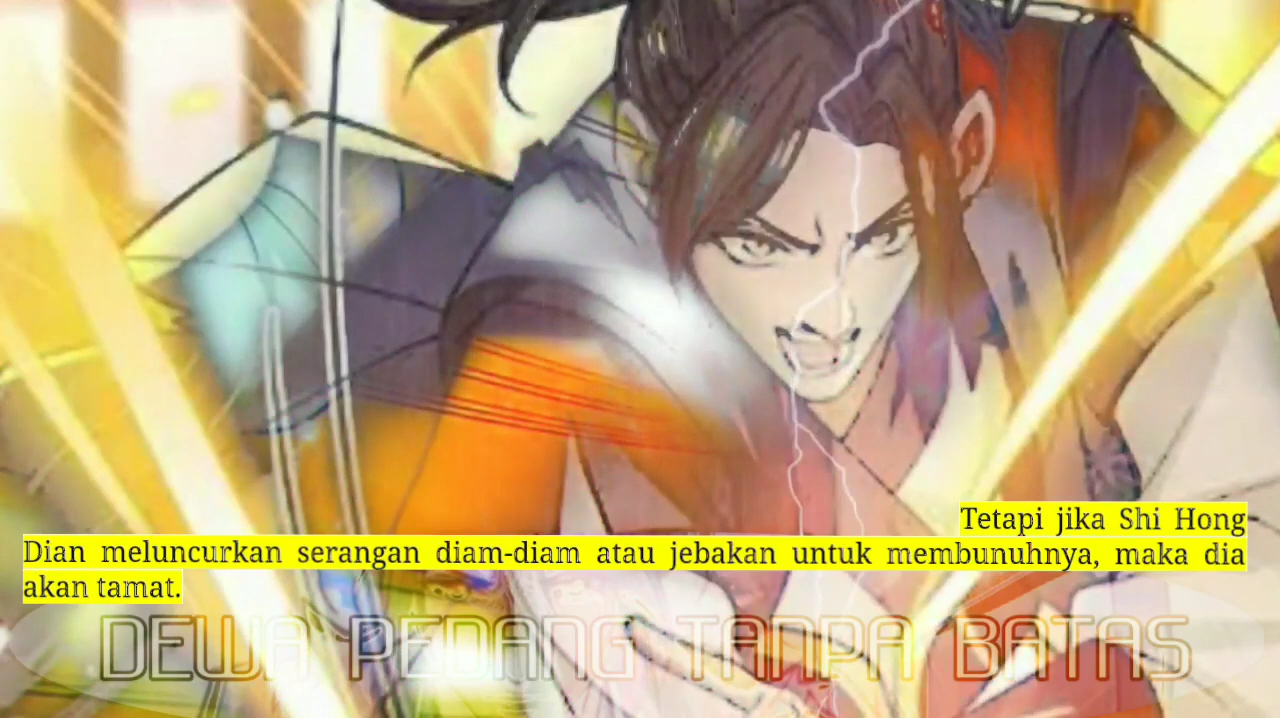 Tetapi jika Shi Hong
Dian meluncurkan serangan diam-diam atau jebakan untuk membunuhnya, maka dia
akan tamat.
DEWA PEDANG TANPA BATAS